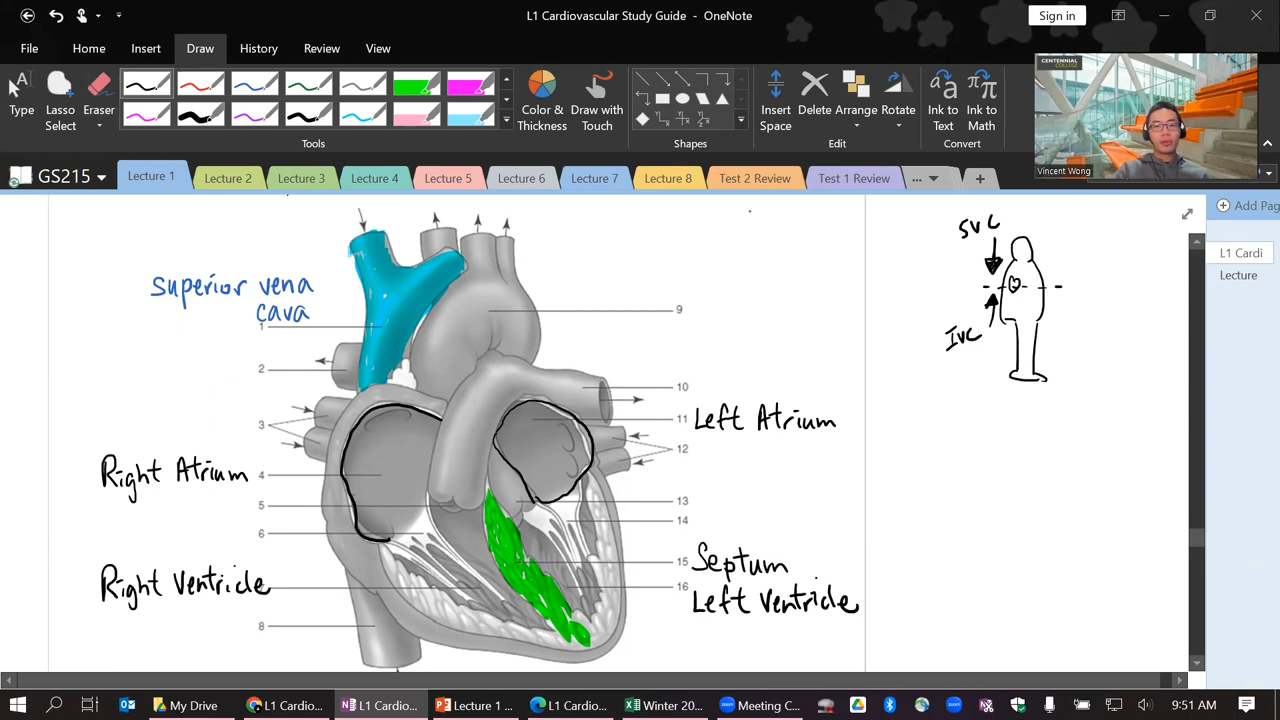 L1 Cardiovascular Study Guide - OneNote
Sign in
File Home Insert Draw History Review View
Type
Lasso Select
Eraser
Color & Thickness
Draw with Touch
Insert Space
Delete
Arrange
Rotate
Ink to Text
Ink to Math
Tools
Shapes
Edit
Convert
CENTENNIAL COLLEGE
Vincent Wong
GS215
Lecture 1 Lecture 2 Lecture 3 Lecture 4 Lecture 5 Lecture 6 Lecture 7 Lecture 8 Test 2 Review Test 1 Review
Add Pag
L1 Cardi
Lecture
Superior vena
cava
1
2
3
4
5
6
8
Right Atrium
Right Ventricle
9
10
11 Left Atrium
12
13
14
15 Septum
16 Left Ventricle
SVC
IVC
My Drive
L1 Cardio...
L1 Cardio...
Lecture 1 ...
L1 Cardio...
Winter 20...
Meeting C...
zoom
zoom
9:51 AM